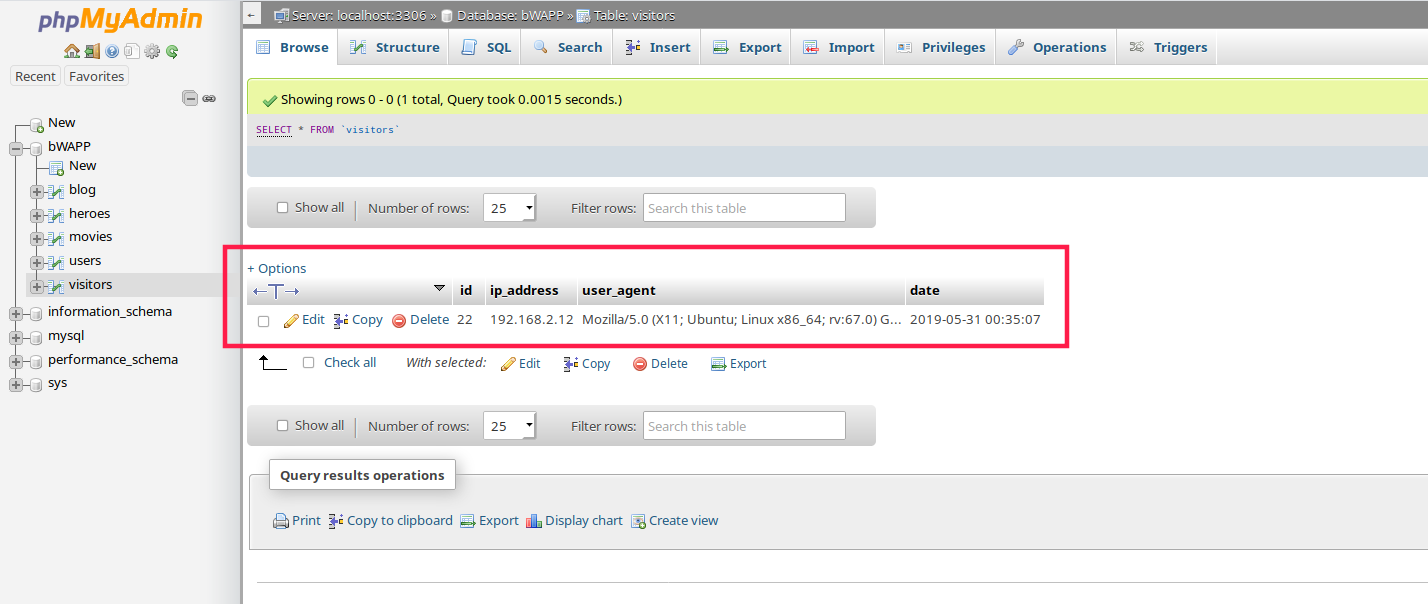 phpMyAdmin
Recent Favorites
New
bWAPP
New
blog
heroes
movies
users
visitors
information_schema
mysql
performance_schema
sys
Server: localhost:3306 » Database: bWAPP » Table: visitors
Browse Structure SQL Search Insert Export Import Privileges Operations Triggers
Showing rows 0 - 0 (1 total, Query took 0.0015 seconds.)
SELECT * FROM `visitors`
Show all Number of rows: 25 Filter rows: Search this table
+ Options
id ip_address user_agent date
Edit Copy Delete 22 192.168.2.12 Mozilla/5.0 (X11; Ubuntu; Linux x86_64; rv:67.0) G... 2019-05-31 00:35:07
Check all With selected: Edit Copy Delete Export
Show all Number of rows: 25 Filter rows: Search this table
Query results operations
Print Copy to clipboard Export Display chart Create view